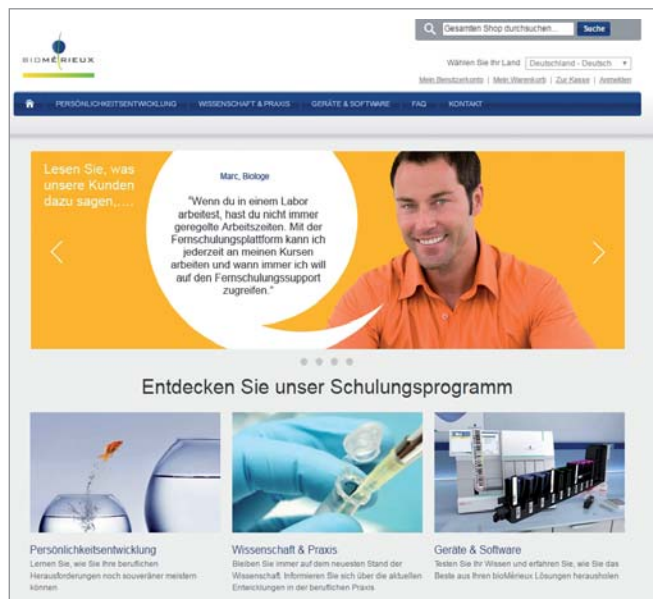 Gesamten Shop durchsuchen...
Suche
BIOMÉRIEUX
Wählen Sie Ihr Land Deutschland - Deutsch
Mein Benutzerkonto | Mein Warenkorb | Zur Kasse | Anmelden
PERSÖNLICHKEITSENTWICKLUNG WISSENSCHAFT & PRAXIS GERÄTE & SOFTWARE FAQ KONTAKT
Lesen Sie, was
unsere Kunden
dazu sagen,....
Marc, Biologe
"Wenn du in einem Labor
arbeitest, hast du nicht immer
geregelte Arbeitszeiten. Mit der
Fernschulungsplattform kann ich
jederzeit an meinen Kursen
arbeiten und wann immer ich will
auf den Fernschulungssupport
zugreifen."
Entdecken Sie unser Schulungsprogramm
Persönlichkeitsentwicklung
Lernen Sie, wie Sie Ihre beruflichen
Herausforderungen noch souveräner meistern
können
Wissenschaft & Praxis
Bleiben Sie immer auf dem neuesten Stand der
Wissenschaft. Informieren Sie sich über die aktuellen
Entwicklungen in der beruflichen Praxis
Geräte & Software
Testen Sie Ihr Wissen und erfahren Sie, wie Sie das
Beste aus Ihren bioMérieux Lösungen herausholen